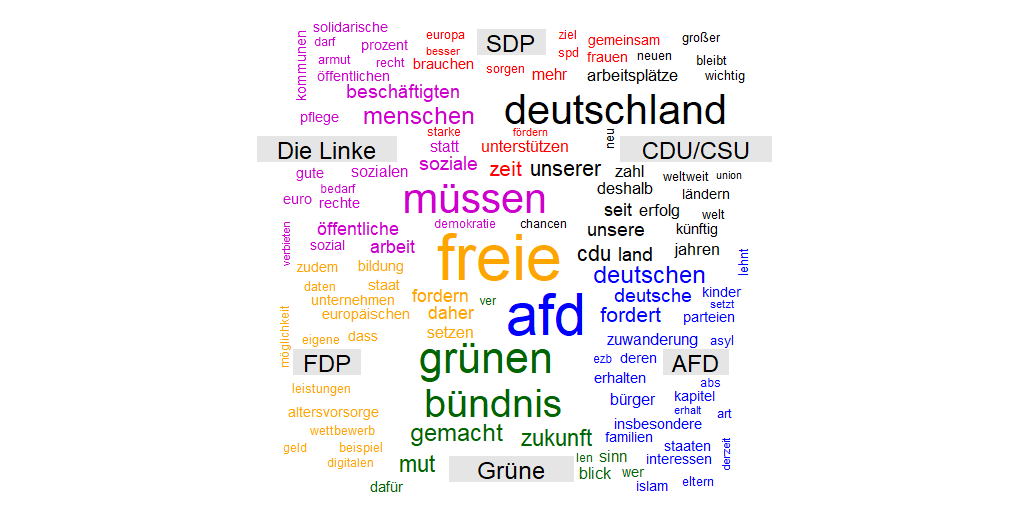 solidarische
europa
SDP
ziel
darf
prozent
besser
spd
gemeinsam
großer
kommunen
armut
recht
brauchen
sorgen
frauen
neuen
bleibt
öffentlichen
mehr
arbeitsplätze
wichtig
beschäftigten
pflege
menschen
deutschland
starke
fördern
neu
Die Linke
statt
unterstützen
CDU/CSU
soziale
zeit
unserer
gute
sozialen
zahl
weltweit
union
bedarf
deshalb
ländern
euro
rechte
müssen
seit
erfolg
welt
öffentliche
demokratie
chancen
unsere
künftig
verbieten
sozial
arbeit
freie
cdu
land
jahren
lehnt
zudem
bildung
deutschen
daten
staat
fordern
ver
deutsche
kinder
unternehmen
afd
setzt
europäischen
daher
fordert
parteien
möglichkeit
eigene
dass
setzen
zuwanderung
asyl
FDP
grünen
ezb
deren
AFD
leistungen
erhalten
abs
bündnis
bürger
kapitel
altersvorsorge
erhalt
art
wettbewerb
gemacht
zukunft
insbesondere
familien
geld
beispiel
staaten
derzeit
digitalen
mut
Grüne
len
sinn
interessen
blick
wer
dafür
islam
eltern